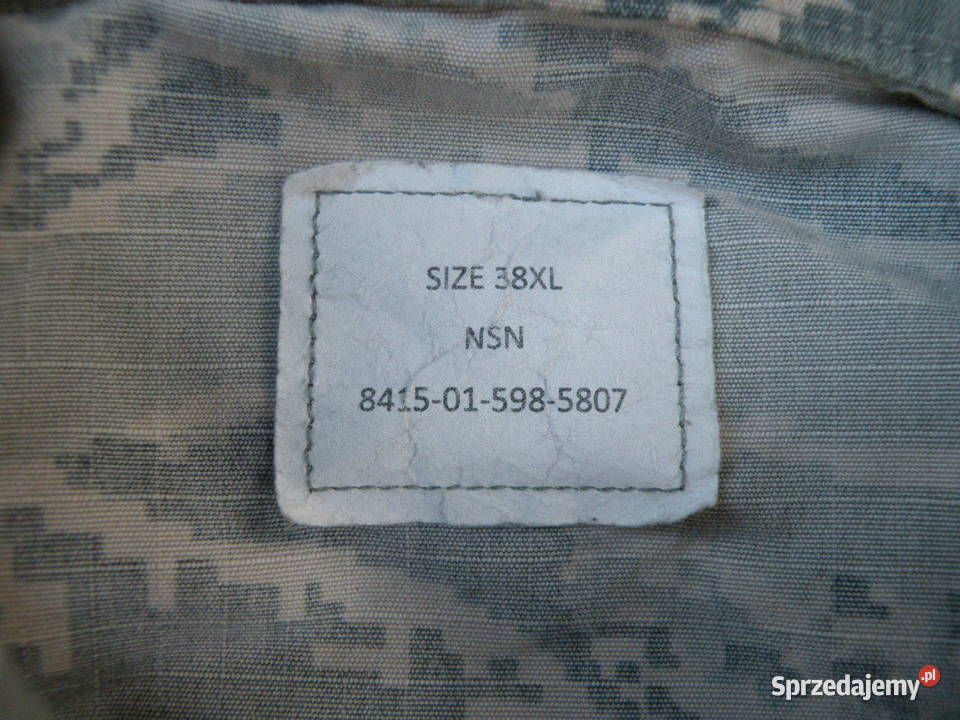 SIZE 38XL
NSN
8415-01-598-5807
Sprzedajemy.pl